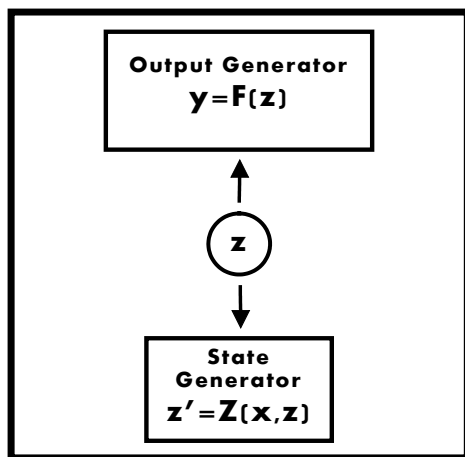 Output Generator
y=F(z)
z
State
Generator
z'=Z(x,z)